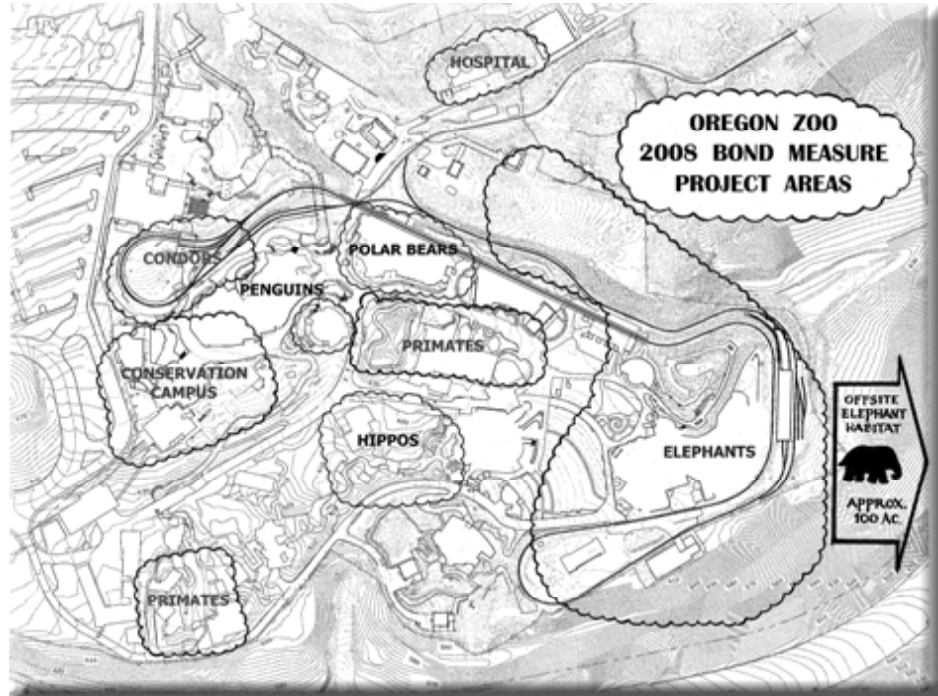 HOSPITAL
OREGON ZOO
2008 BOND MEASURE
PROJECT AREAS
CONDORS
POLAR BEARS
PENGUINS
PRIMATES
CONSERVATION
CAMPUS
HIPPOS
ELEPHANTS
OFFSITE
ELEPHANT
HABITAT
APPROX.
100 AC.
PRIMATES